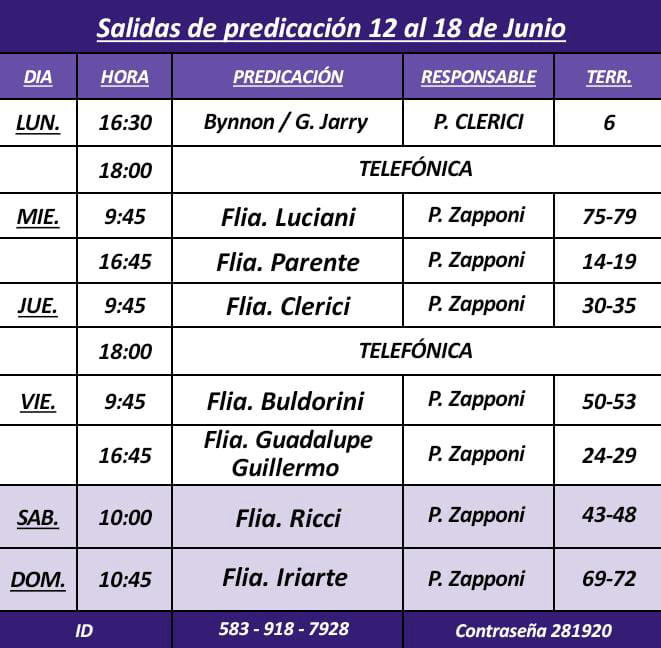 Salidas de predicación 12 al 18 de Junio
DIA HORA PREDICACIÓN RESPONSABLE TERR.
LUN. 16:30 Bynnon / G. Jarry P. CLERICI 6
18:00 TELEFÓNICA
MIE. 9:45 Flia. Luciani P. Zapponi 75-79
16:45 Flia. Parente P. Zapponi 14-19
JUE. 9:45 Flia. Clerici P. Zapponi 30-35
18:00 TELEFÓNICA
VIE. 9:45 Flia. Buldorini P. Zapponi 50-53
16:45 Flia. Guadalupe
Guillermo P. Zapponi 24-29
SAB. 10:00 Flia. Ricci P. Zapponi 43-48
DOM. 10:45 Flia. Iriarte P. Zapponi 69-72
ID 583 - 918 - 7928 Contraseña 281920